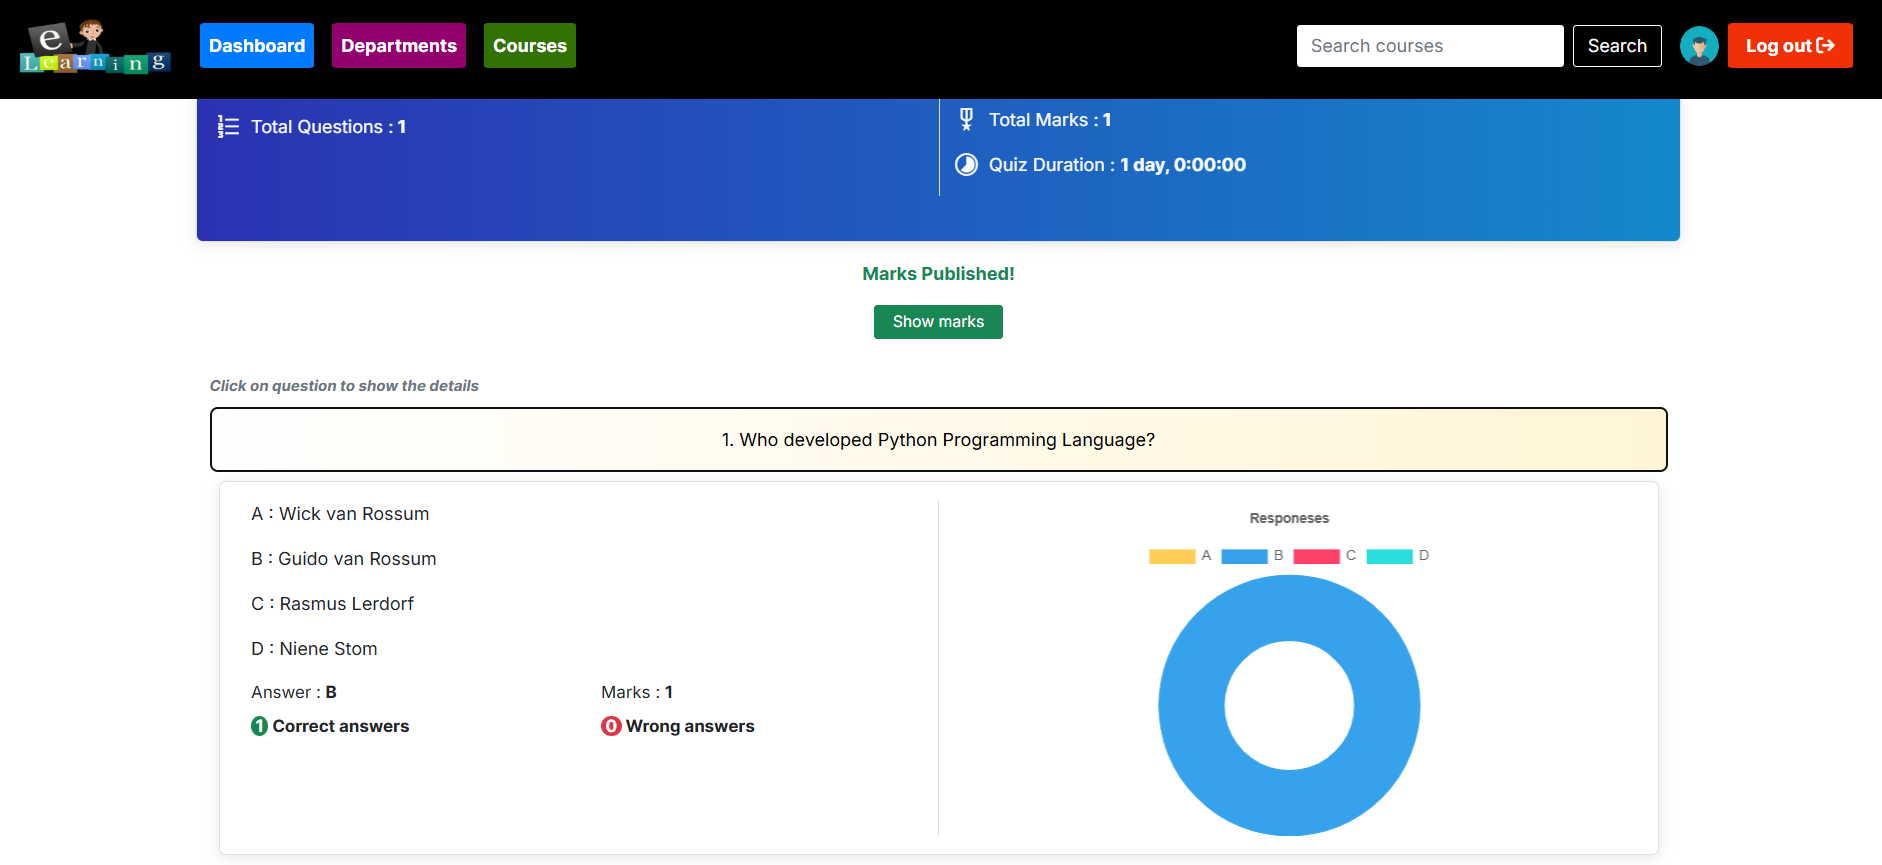 e
Learning
Dashboard
Departments
Courses
Search courses
Search
Log out
Total Questions : 1
Total Marks : 1
Quiz Duration : 1 day, 0:00:00
Marks Published!
Show marks
Click on question to show the details
1. Who developed Python Programming Language?
A : Wick van Rossum
B : Guido van Rossum
C : Rasmus Lerdorf
D : Niene Stom
Answer : B
Marks : 1
1 Correct answers
0 Wrong answers
Responeses
A B C D